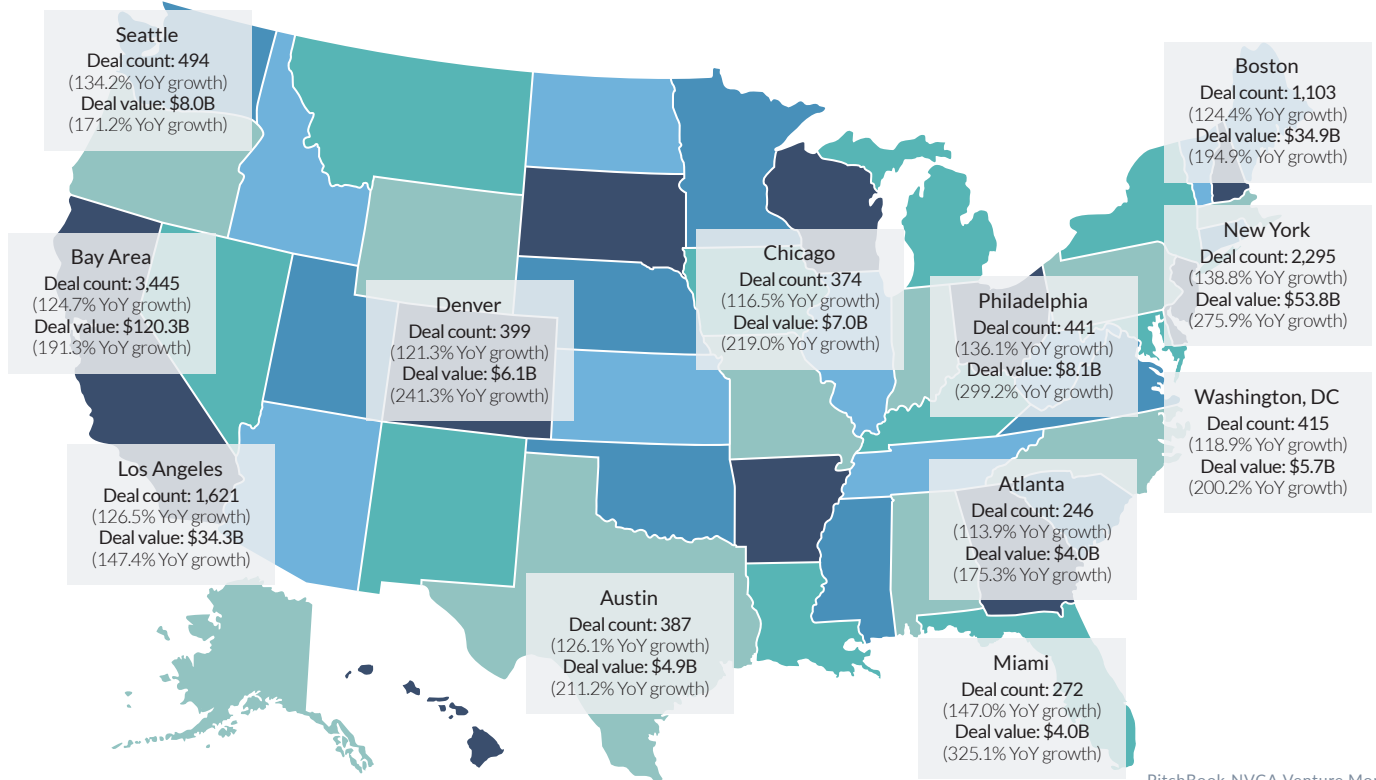 Seattle
Deal count: 494
(134.2% YoY growth)
Deal value: $8.0B
(171.2% YoY growth)
Boston
Deal count: 1,103
(124.4% YoY growth)
Deal value: $34.9B
(194.9% YoY growth)
Bay Area
Deal count: 3,445
(124.7% YoY growth)
Deal value: $120.3B
(191.3% YoY growth)
Denver
Deal count: 399
(121.3% YoY growth)
Deal value: $6.1B
(241.3% YoY growth)
Chicago
Deal count: 374
(116.5% YoY growth)
Deal value: $7.0B
(219.0% YoY growth)
Philadelphia
Deal count: 441
(136.1% YoY growth)
Deal value: $8.1B
(299.2% YoY growth)
New York
Deal count: 2,295
(138.8% YoY growth)
Deal value: $53.8B
(275.9% YoY growth)
Washington, DC
Deal count: 415
(118.9% YoY growth)
Deal value: $5.7B
(200.2% YoY growth)
Los Angeles
Deal count: 1,621
(126.5% YoY growth)
Deal value: $34.3B
(147.4% YoY growth)
Atlanta
Deal count: 246
(113.9% YoY growth)
Deal value: $4.0B
(175.3% YoY growth)
Austin
Deal count: 387
(126.1% YoY growth)
Deal value: $4.9B
(211.2% YoY growth)
Miami
Deal count: 272
(147.0% YoY growth)
Deal value: $4.0B
(325.1% YoY growth)
PitchBook-NVCA Venture